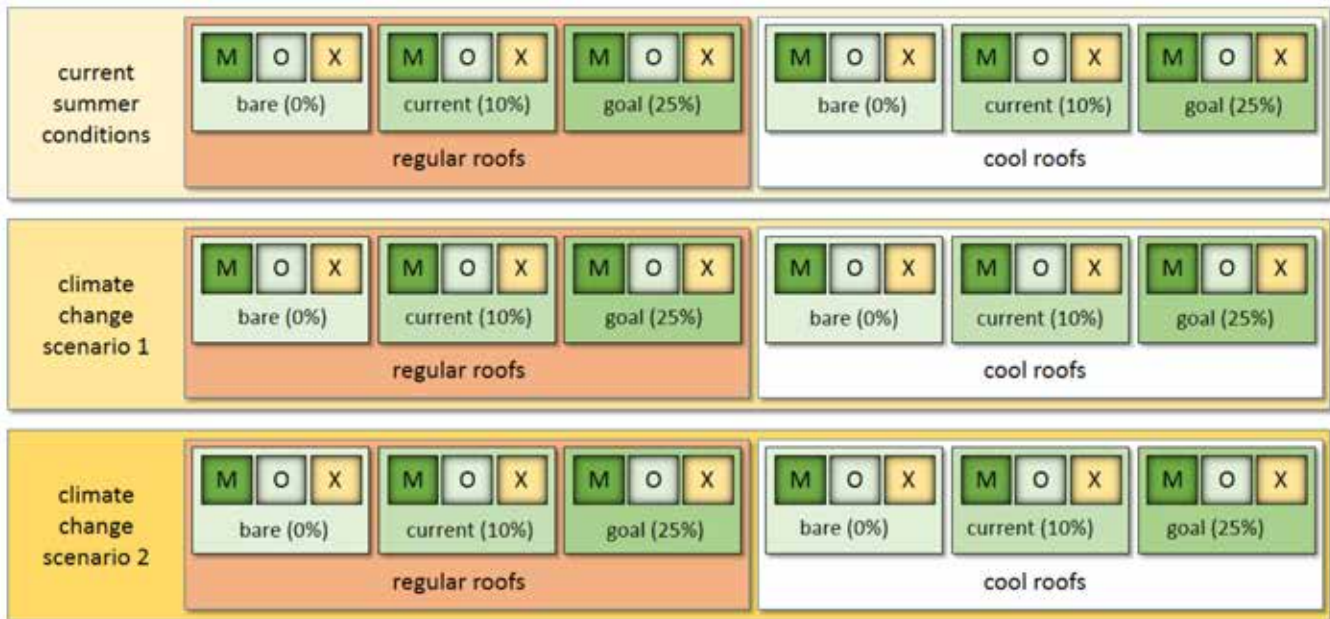 current
summer
conditions
M O X M O X M O X M O X M O X M O X
bare (0%) current (10%) goal (25%) bare (0%) current (10%) goal (25%)
regular roofs cool roofs
climate
change
scenario 1
M O X M O X M O X M O X M O X M O X
bare (0%) current (10%) goal (25%) bare (0%) current (10%) goal (25%)
regular roofs cool roofs
climate
change
scenario 2
M O X M O X M O X M O X M O X M O X
bare (0%) current (10%) goal (25%) bare (0%) current (10%) goal (25%)
regular roofs cool roofs